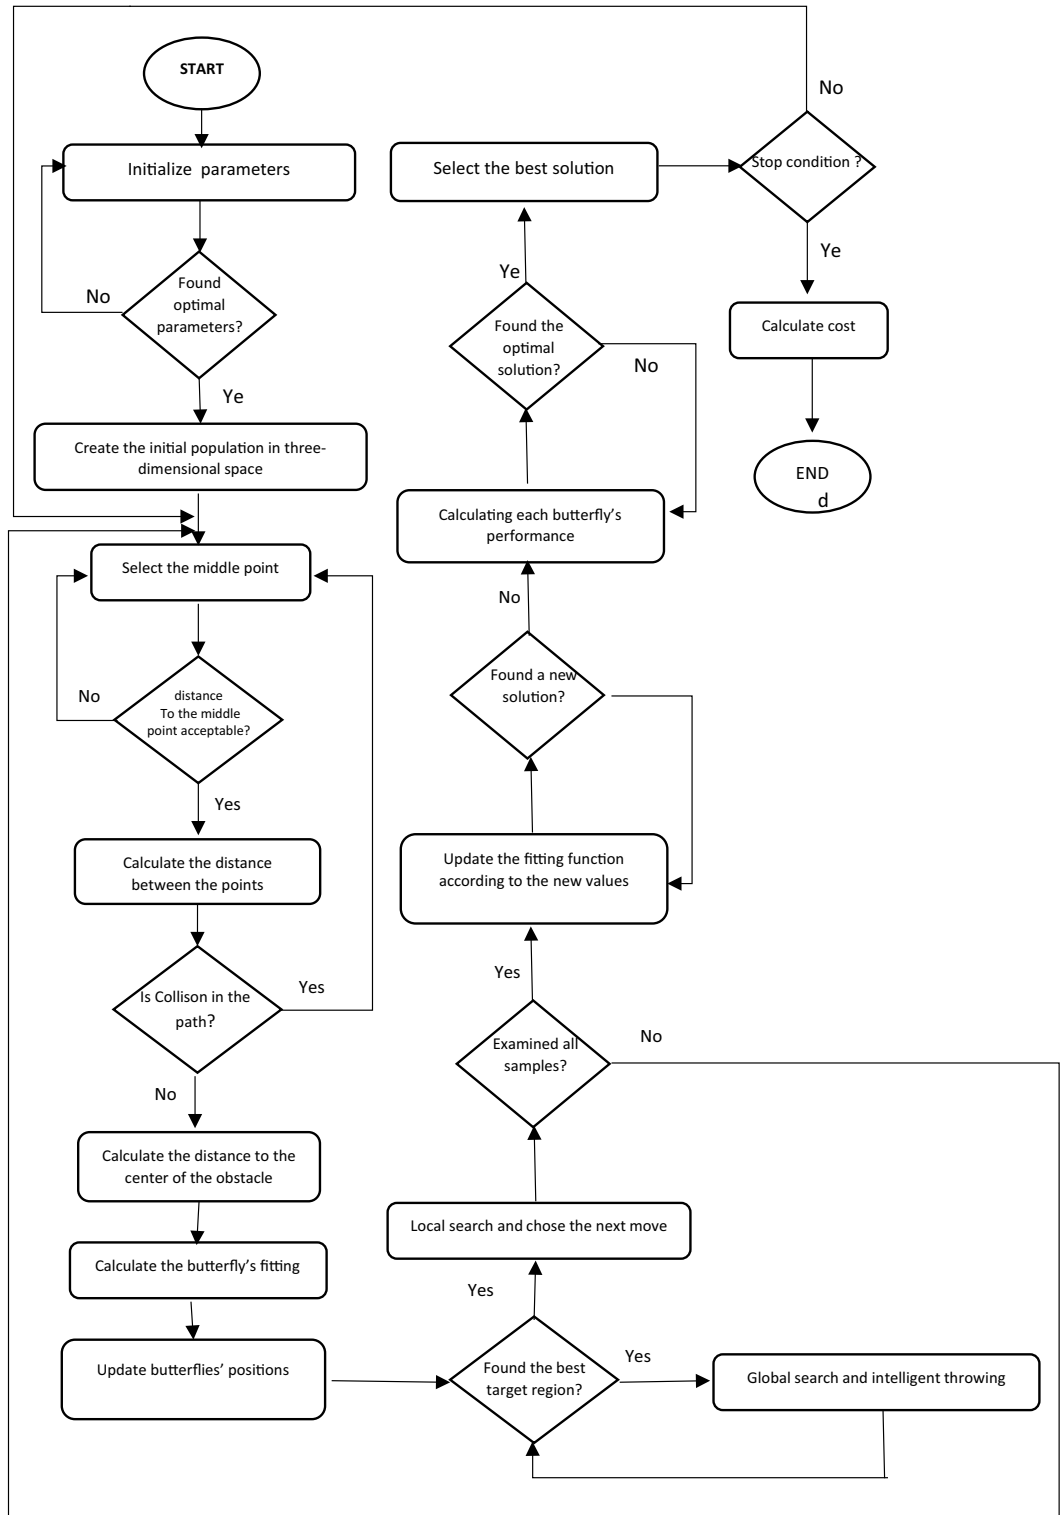 START
Initialize parameters
Found
optimal
parameters?
No
Ye
Create the initial population in three-
dimensional space
Select the middle point
distance
To the middle
point acceptable?
No
Yes
Calculate the distance
between the points
Is Collison in the
path?
Yes
No
Calculate the distance to the
center of the obstacle
Calculate the butterfly's fitting
Update butterflies' positions
Found the best
target region?
Yes
Global search and intelligent throwing
Yes
Local search and chose the next move
Examined all
samples?
No
Yes
Update the fitting function
according to the new values
Found a new
solution?
No
Calculating each butterfly's
performance
Found the
optimal
solution?
No
Ye
Select the best solution
Stop condition ?
No
Ye
Calculate cost
END
d